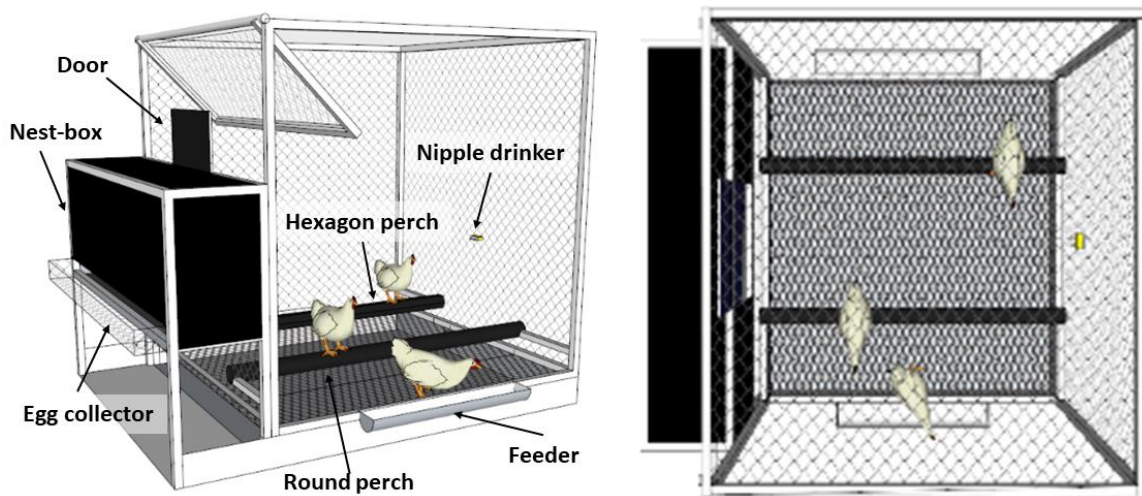 Door
Nest-box
Nipple drinker
Hexagon perch
Egg collector
Feeder
Round perch